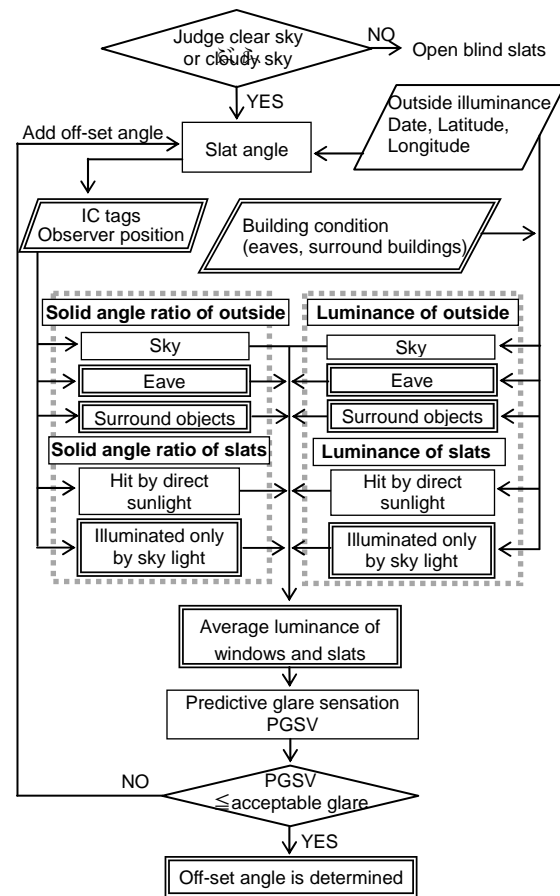 Judge clear sky
or cloudy sky
NO
Open blind slats
YES
Outside illuminance
Date, Latitude,
Longitude
Add off-set angle
Slat angle
IC tags
Observer position
Building condition
(eaves, surround buildings)
Solid angle ratio of outside
Luminance of outside
Sky
Sky
Eave
Eave
Surround objects
Surround objects
Solid angle ratio of slats
Luminance of slats
Hit by direct
sunlight
Hit by direct
sunlight
Illuminated only
by sky light
Illuminated only
by sky light
Average luminance of
windows and slats
Predictive glare sensation
PGSV
NO
PGSV
≦acceptable glare
YES
Off-set angle is determined